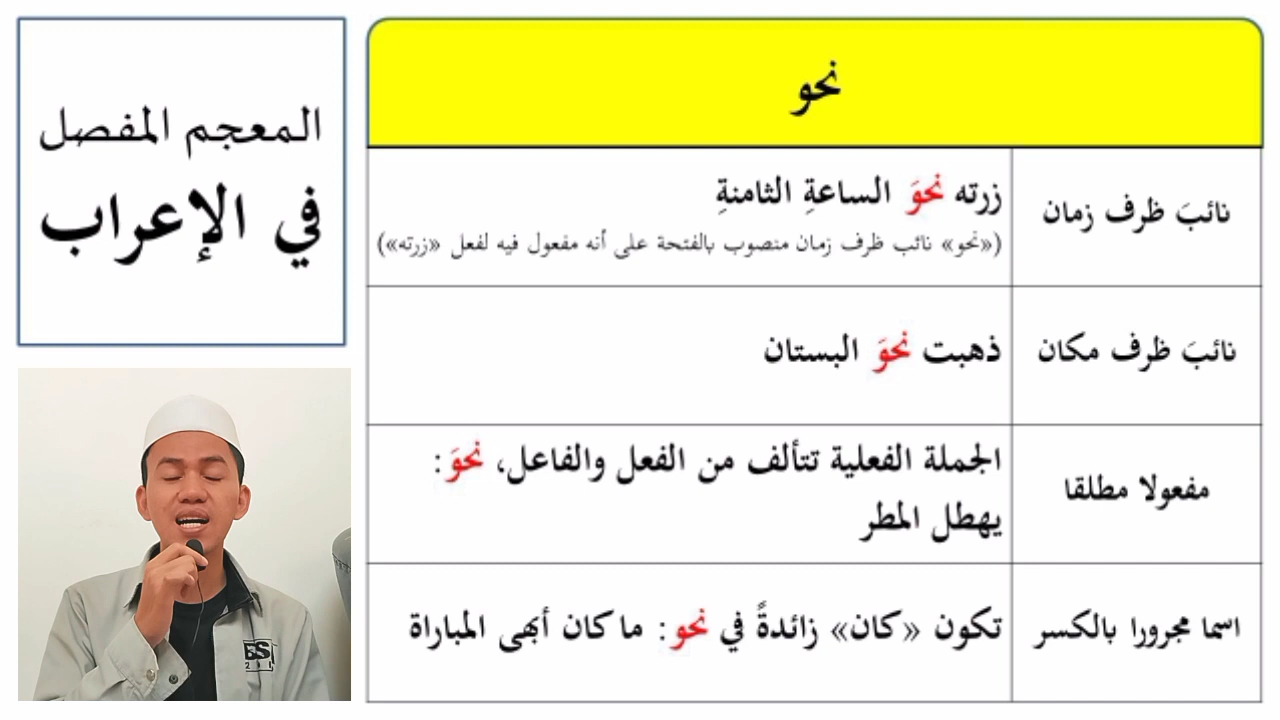 المعجم المفصل
في الإعراب
نحو
نائبَ ظرف زمان
زرته نحوَ الساعةِ الثامنةِ
(«نحو» نائب ظرف زمان منصوب بالفتحة على أنه مفعول فيه لفعل «زرته»)
نائبَ ظرف مكان
ذهبت نحوَ البستان
مفعولا مطلقا
الجملة الفعلية تتألف من الفعل والفاعل، نحوَ:
يهطل المطر
اسما مجرورا بالكسر
تكون «كان» زائدةً في نحو: ما كان أبهى المباراة